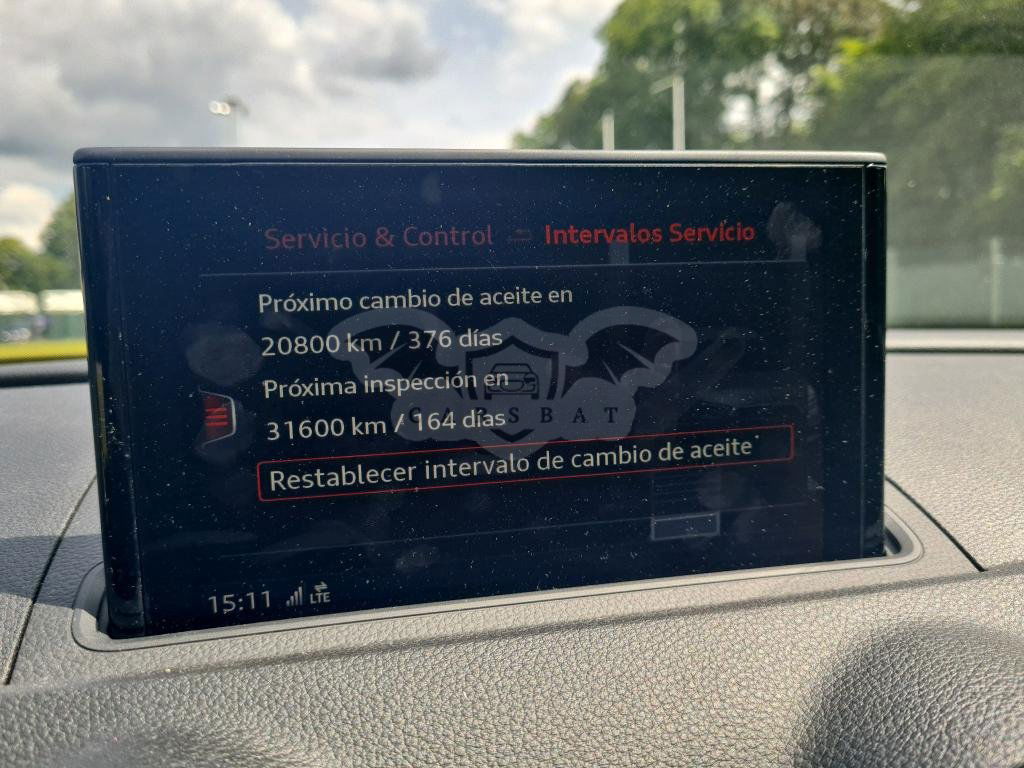 Servicio & Control Intervalos Servicio
Próximo cambio de aceite en
20800 km / 376 días
Próxima inspección en
31600 km / 164 días
CARSBAT
Restablecer intervalo de cambio de aceite*
15:11 LTE